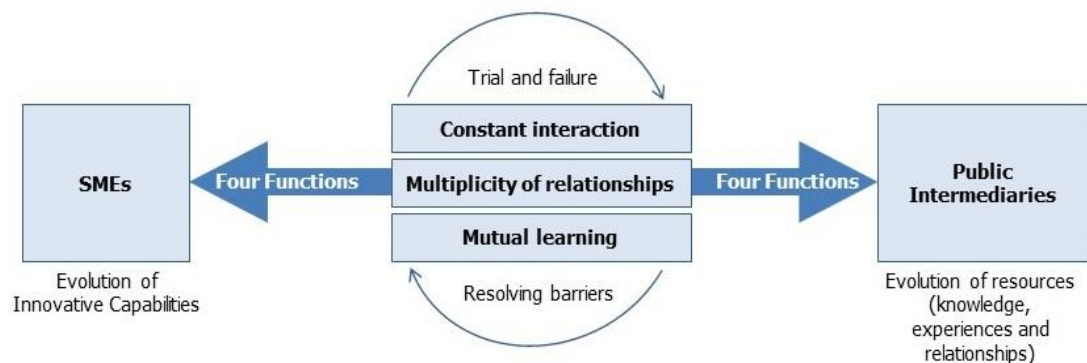 Trial and failure
Constant interaction
SMEs
Four Functions
Multiplicity of relationships
Four Functions
Public
Intermediaries
Mutual learning
Evolution of
Innovative Capabilities
Resolving barriers
Evolution of resources
(knowledge,
experiences and
relationships)